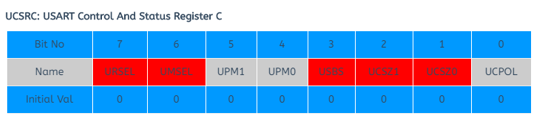 UCSRC: USART Control And Status Register C
Bit No 7 6 5 4 3 2 1 0
Name URSEL UMSEL UPM1 UPM0 USBS UCSZ1 UCSZ0 UCPOL
Initial Val 0 0 0 0 0 0 0 0